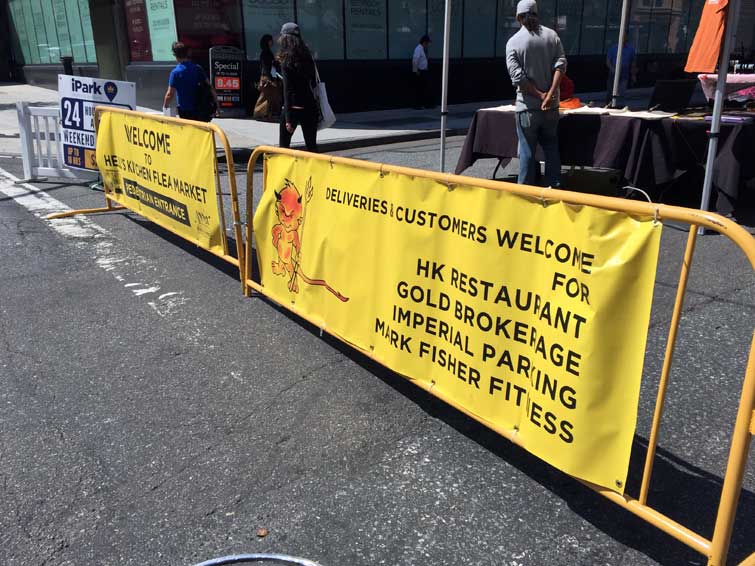 iPark
24
WEEKEND
Special
8.45
WELCOME
TO
HELL'S KITCHEN FLEA MARKET
PEDESTRIAN ENTRANCE
DELIVERIES & CUSTOMERS WELCOME
FOR
HK RESTAURANT
GOLD BROKERAGE
IMPERIAL PARKING
MARK FISHER FITNESS